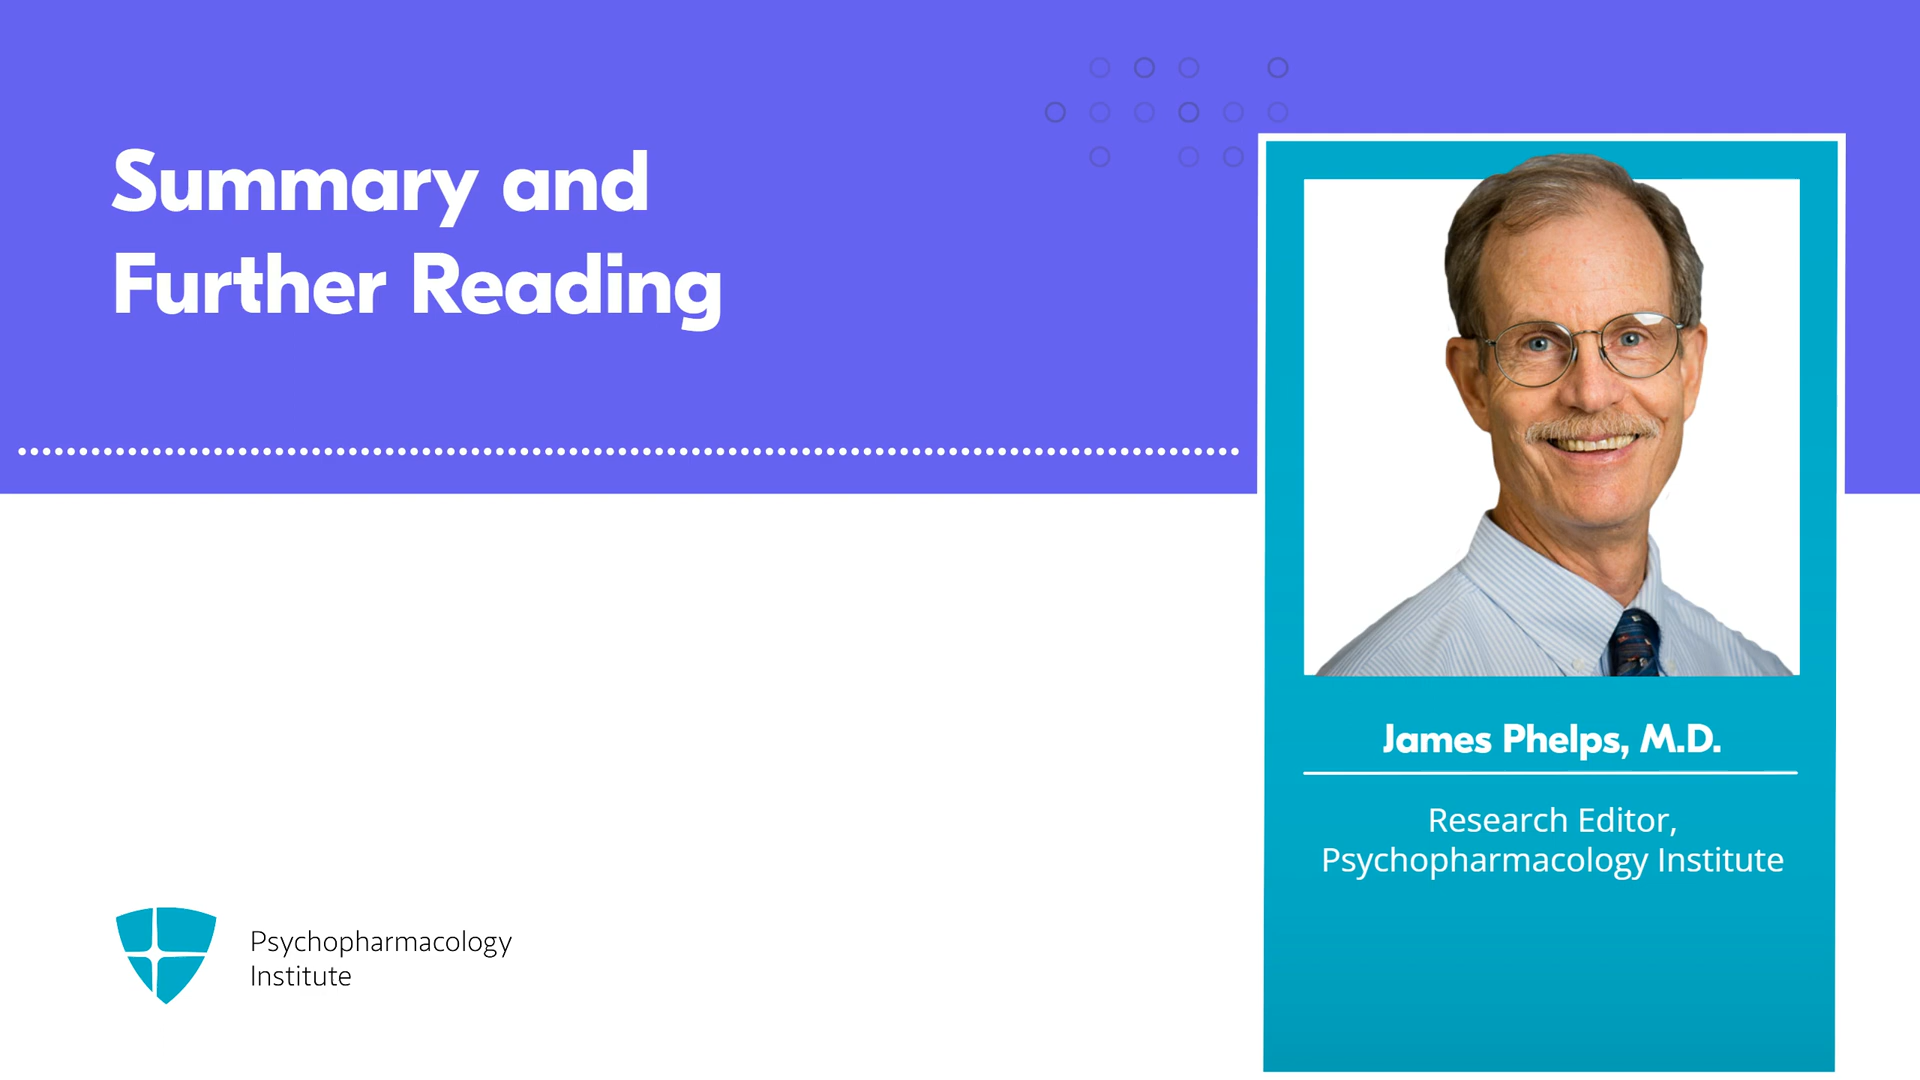 Summary and
Further Reading
James Phelps, M.D.
Research Editor,
Psychopharmacology Institute
Psychopharmacology
Institute